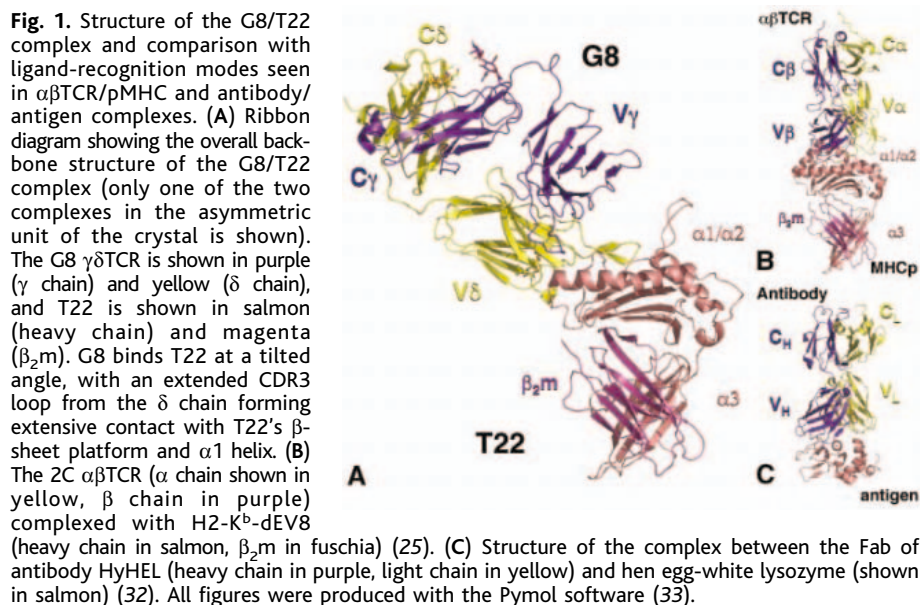 Fig. 1. Structure of the G8/T22
complex and comparison with
ligand-recognition modes seen
in αβTCR/pMHC and antibody/
antigen complexes. (A) Ribbon
diagram showing the overall back-
bone structure of the G8/T22
complex (only one of the two
complexes in the asymmetric
unit of the crystal is shown).
The G8 γδTCR is shown in purple
(γ chain) and yellow (δ chain),
and T22 is shown in salmon
(heavy chain) and magenta
(β₂m). G8 binds T22 at a tilted
angle, with an extended CDR3
loop from the δ chain forming
extensive contact with T22's β-
sheet platform and α1 helix. (B)
The 2C αβTCR (α chain shown in
yellow, β chain in purple)
complexed with H2-Kᵇ-dEV8
(heavy chain in salmon, β₂m in fuschia) (25). (C) Structure of the complex between the Fab of
antibody HyHEL (heavy chain in purple, light chain in yellow) and hen egg-white lysozyme (shown
in salmon) (32). All figures were produced with the Pymol software (33).
Cδ
G8
Vγ
Cγ
Vδ
α1/α2
β₂m
α3
T22
A
αβTCR
Cα
Cβ
Vα
Vβ
α1/α2
β₂m
α3
B
MHCp
Antibody
C_L
C_H
V_H
V_L
C
antigen